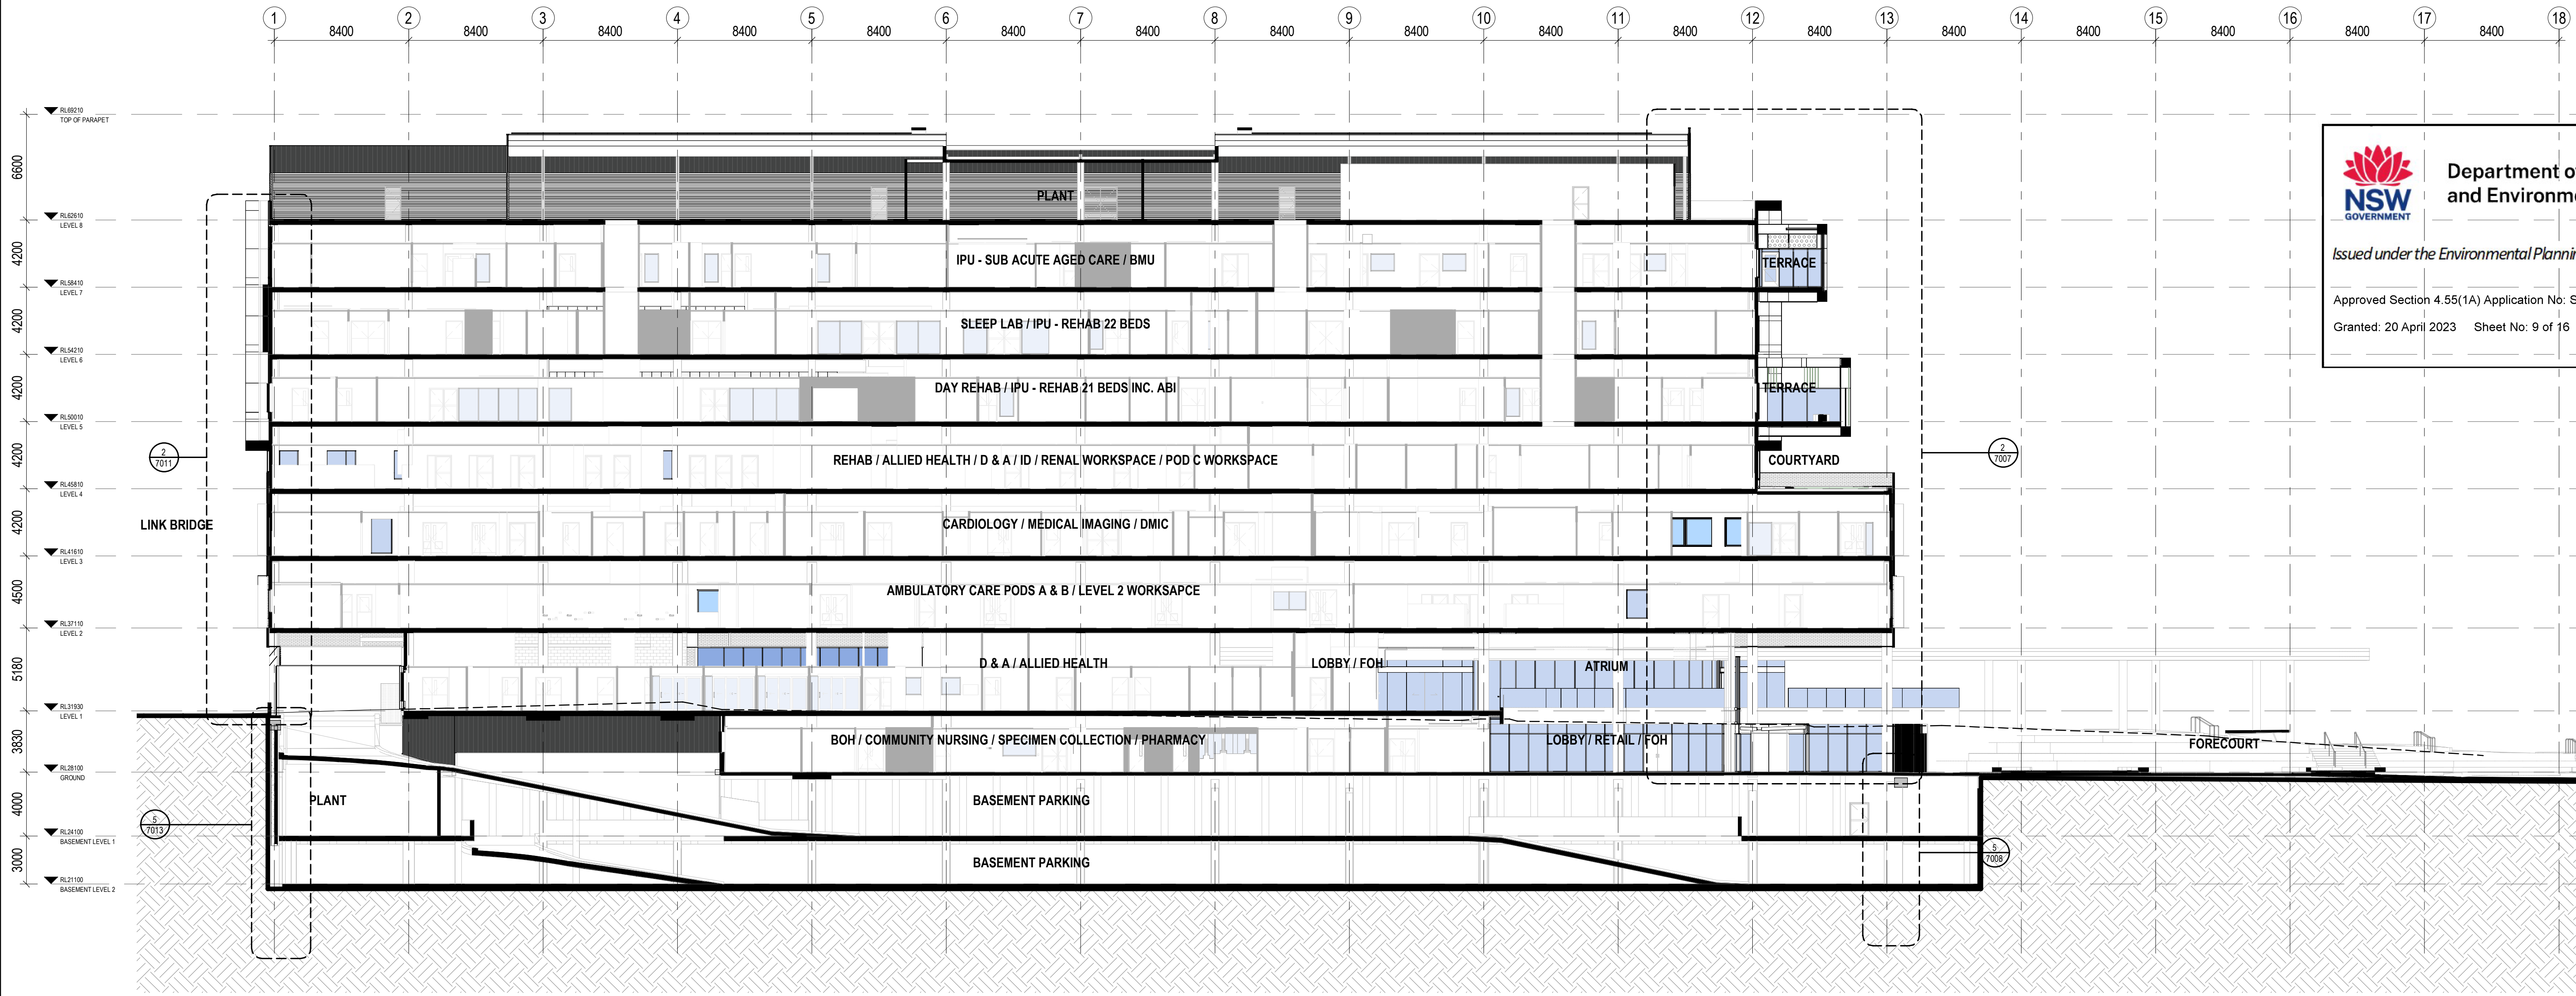 1 2 3 4 5 6 7 8 9 10 11 12 13 14 15 16 17 18
8400 8400 8400 8400 8400 8400 8400 8400 8400 8400 8400 8400 8400 8400 8400 8400 8400
RL69210
TOP OF PARAPET
6600
NSW
GOVERNMENT
Department o
and Environm
Issued under the Environmental Plannin
Approved Section 4.55(1A) Application No: S
Granted: 20 April 2023 Sheet No: 9 of 16
PLANT
RL62610
LEVEL 8
4200
IPU - SUB ACUTE AGED CARE / BMU
TERRACE
RL58410
LEVEL 7
4200
SLEEP LAB / IPU - REHAB 22 BEDS
RL54210
LEVEL 6
4200
DAY REHAB / IPU - REHAB 21 BEDS INC. ABI
TERRACE
RL50010
LEVEL 5
4200
2
7011
REHAB / ALLIED HEALTH / D & A / ID / RENAL WORKSPACE / POD C WORKSPACE
COURTYARD
2
7007
RL45810
LEVEL 4
4200
LINK BRIDGE
CARDIOLOGY / MEDICAL IMAGING / DMIC
RL41610
LEVEL 3
4500
AMBULATORY CARE PODS A & B / LEVEL 2 WORKSAPCE
RL37110
LEVEL 2
5180
D & A / ALLIED HEALTH
LOBBY / FOH
ATRIUM
RL31930
LEVEL 1
3830
BOH / COMMUNITY NURSING / SPECIMEN COLLECTION / PHARMACY
LOBBY / RETAIL / FOH
FORECOURT
RL28100
GROUND
4000
PLANT
BASEMENT PARKING
5
7013
RL24100
BASEMENT LEVEL 1
3000
BASEMENT PARKING
5
7008
RL21100
BASEMENT LEVEL 2